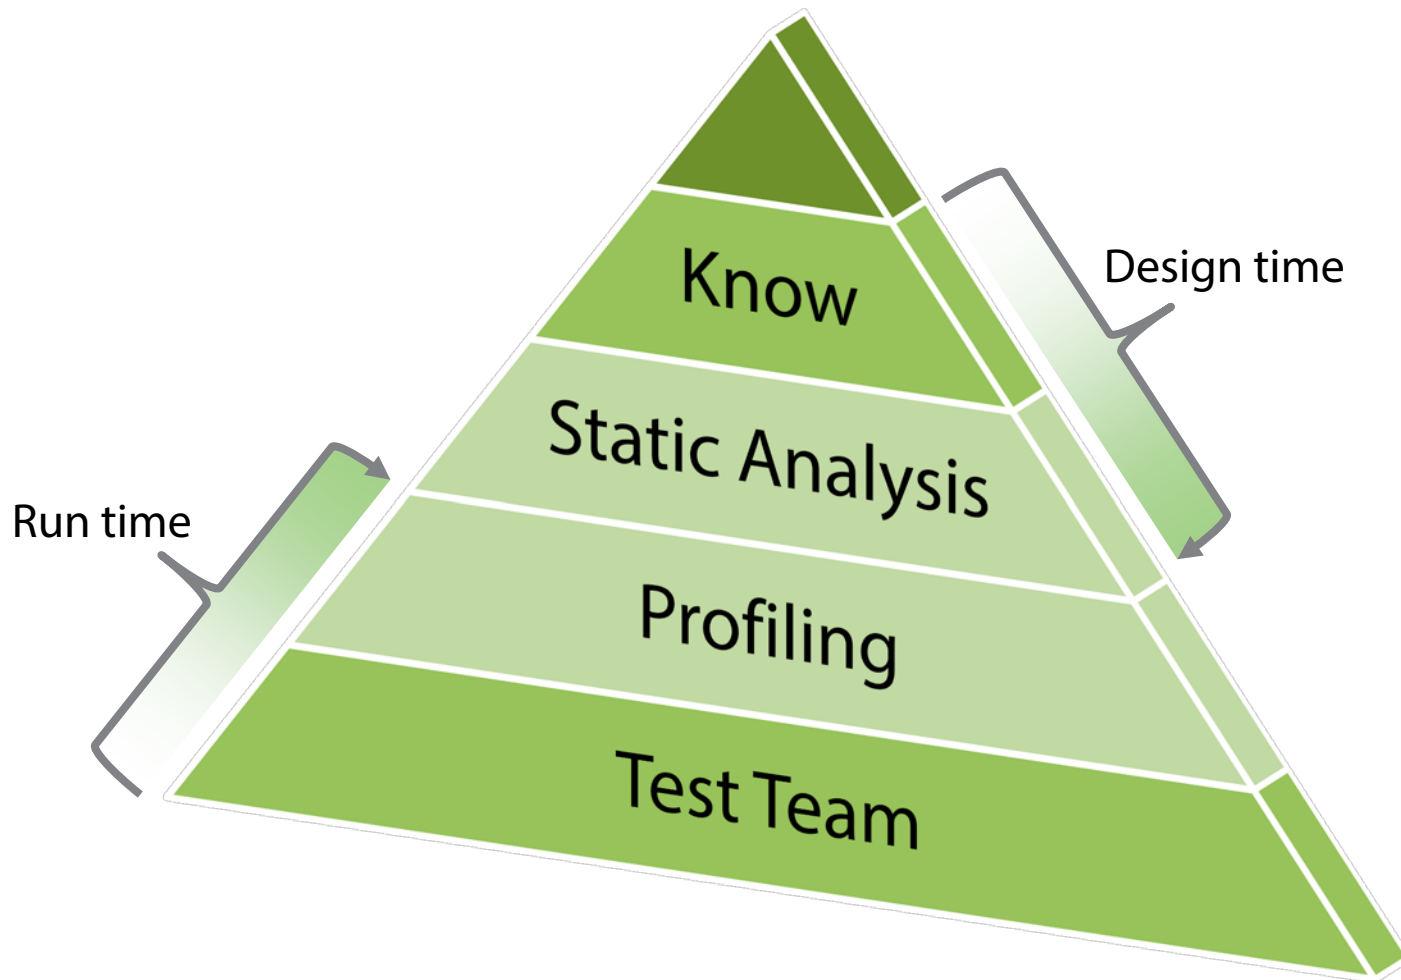 Know
Design time
Static Analysis
Run time
Profiling
Test Team